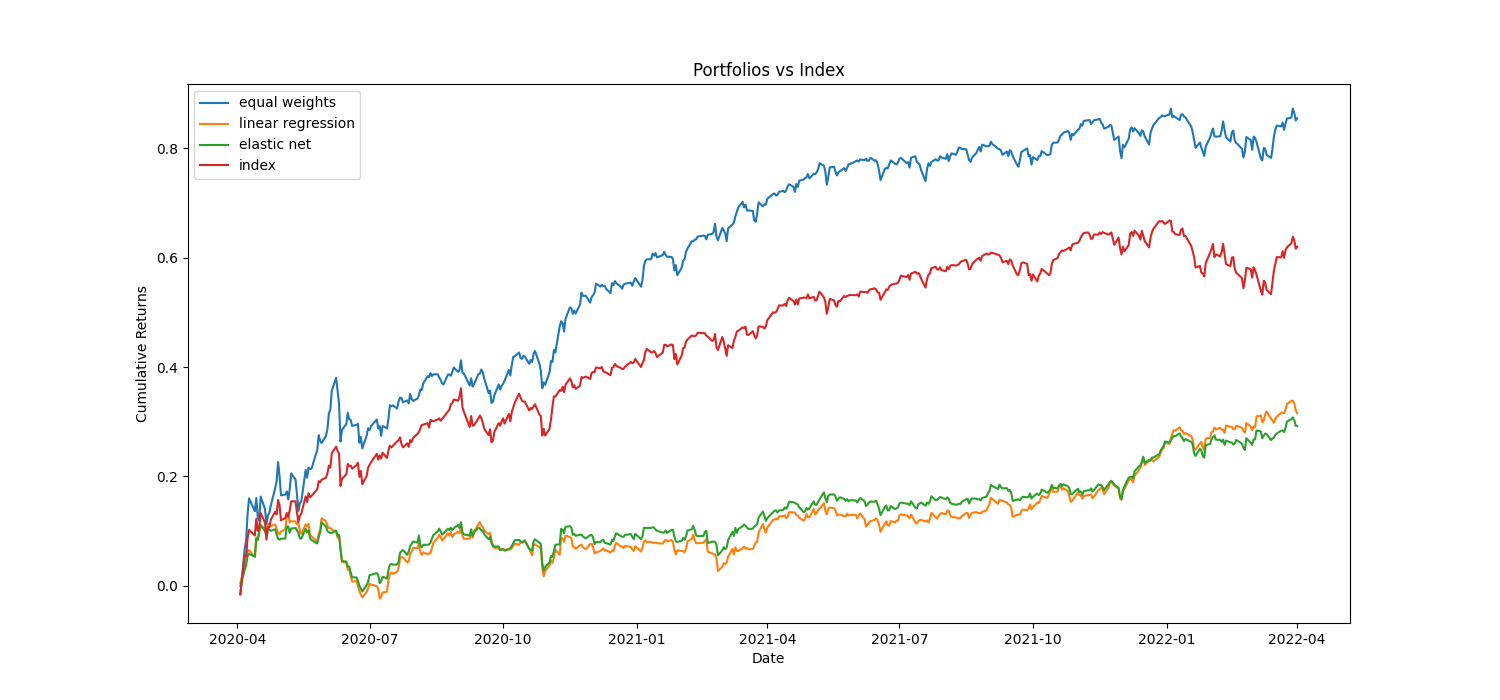 Portfolios vs Index
equal weights
linear regression
elastic net
index
Cumulative Returns
0.8
0.6
0.4
0.2
0.0
2020-04 2020-07 2020-10 2021-01 2021-04 2021-07 2021-10 2022-01 2022-04
Date